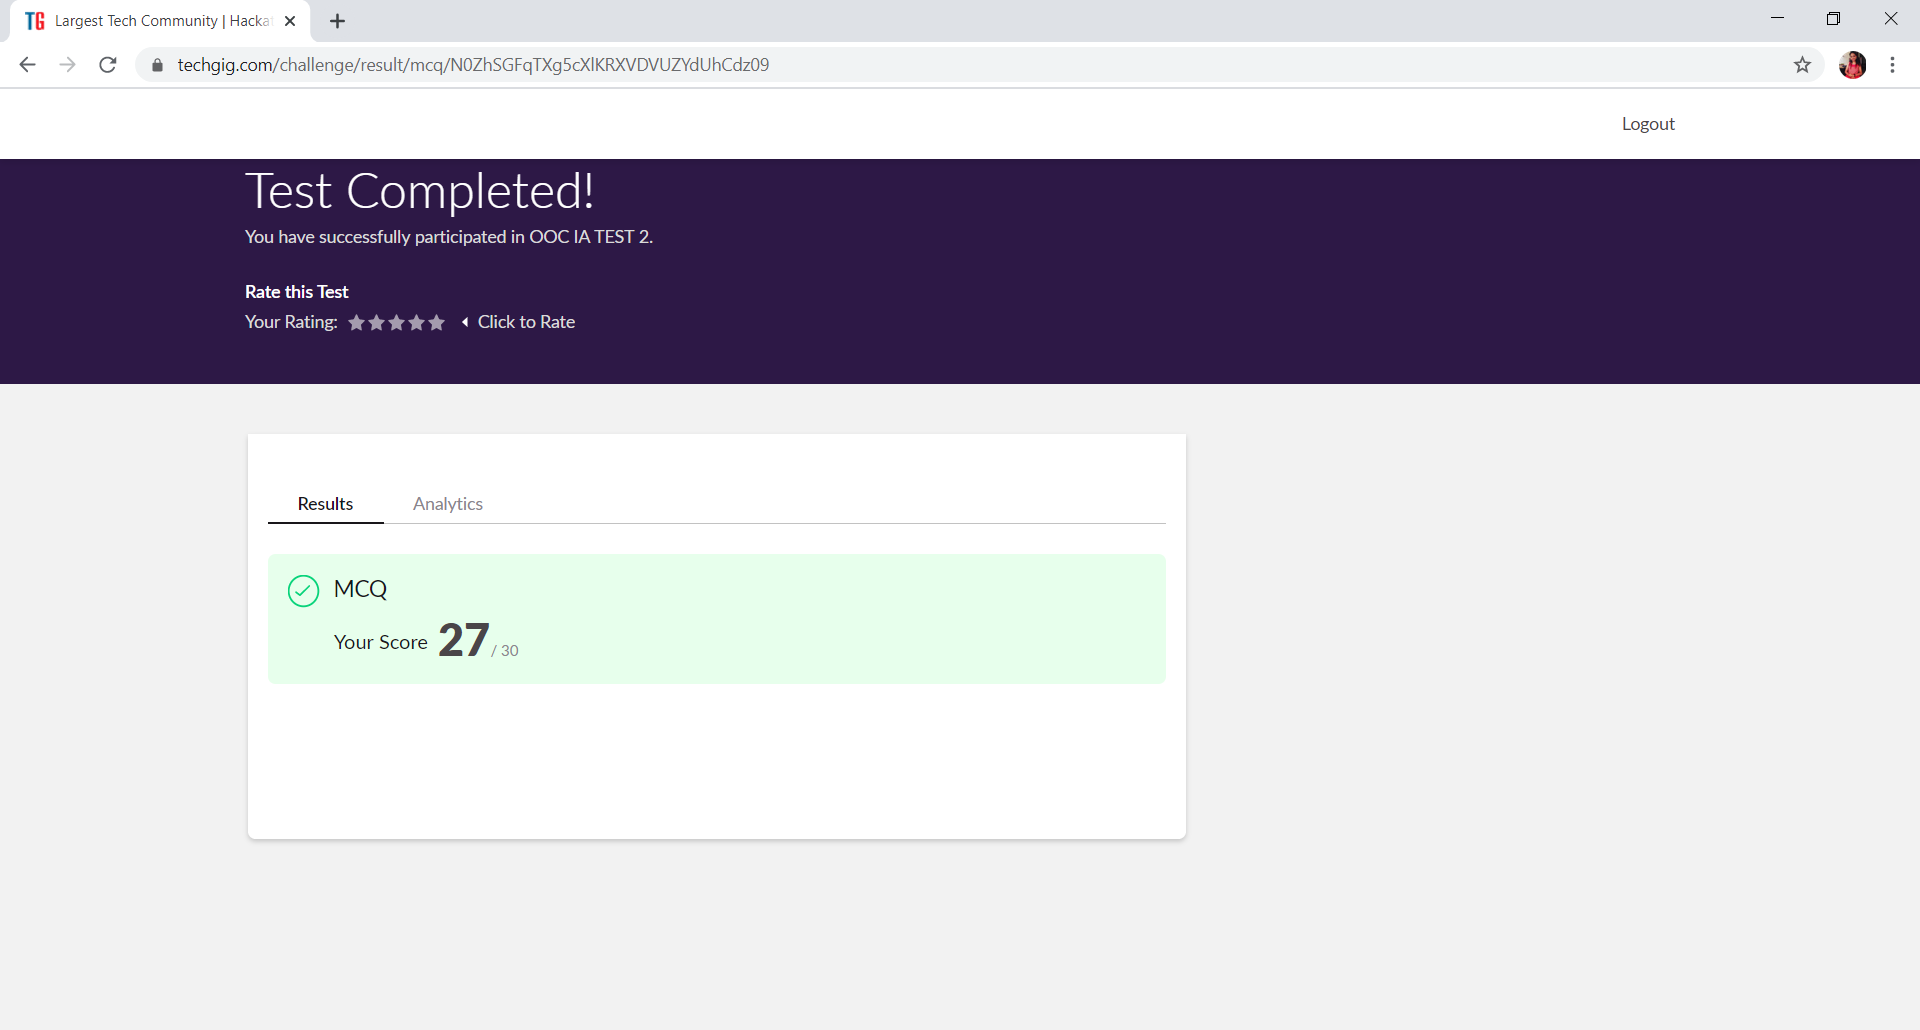 TG Largest Tech Community | Hacka
techgig.com/challenge/result/mcq/N0ZhSGFqTXg5cXlKRXVDVUZYdUhCdz09
Logout
Test Completed!
You have successfully participated in OOC IA TEST 2.
Rate this Test
Your Rating: Click to Rate
Results Analytics
MCQ
Your Score 27 / 30